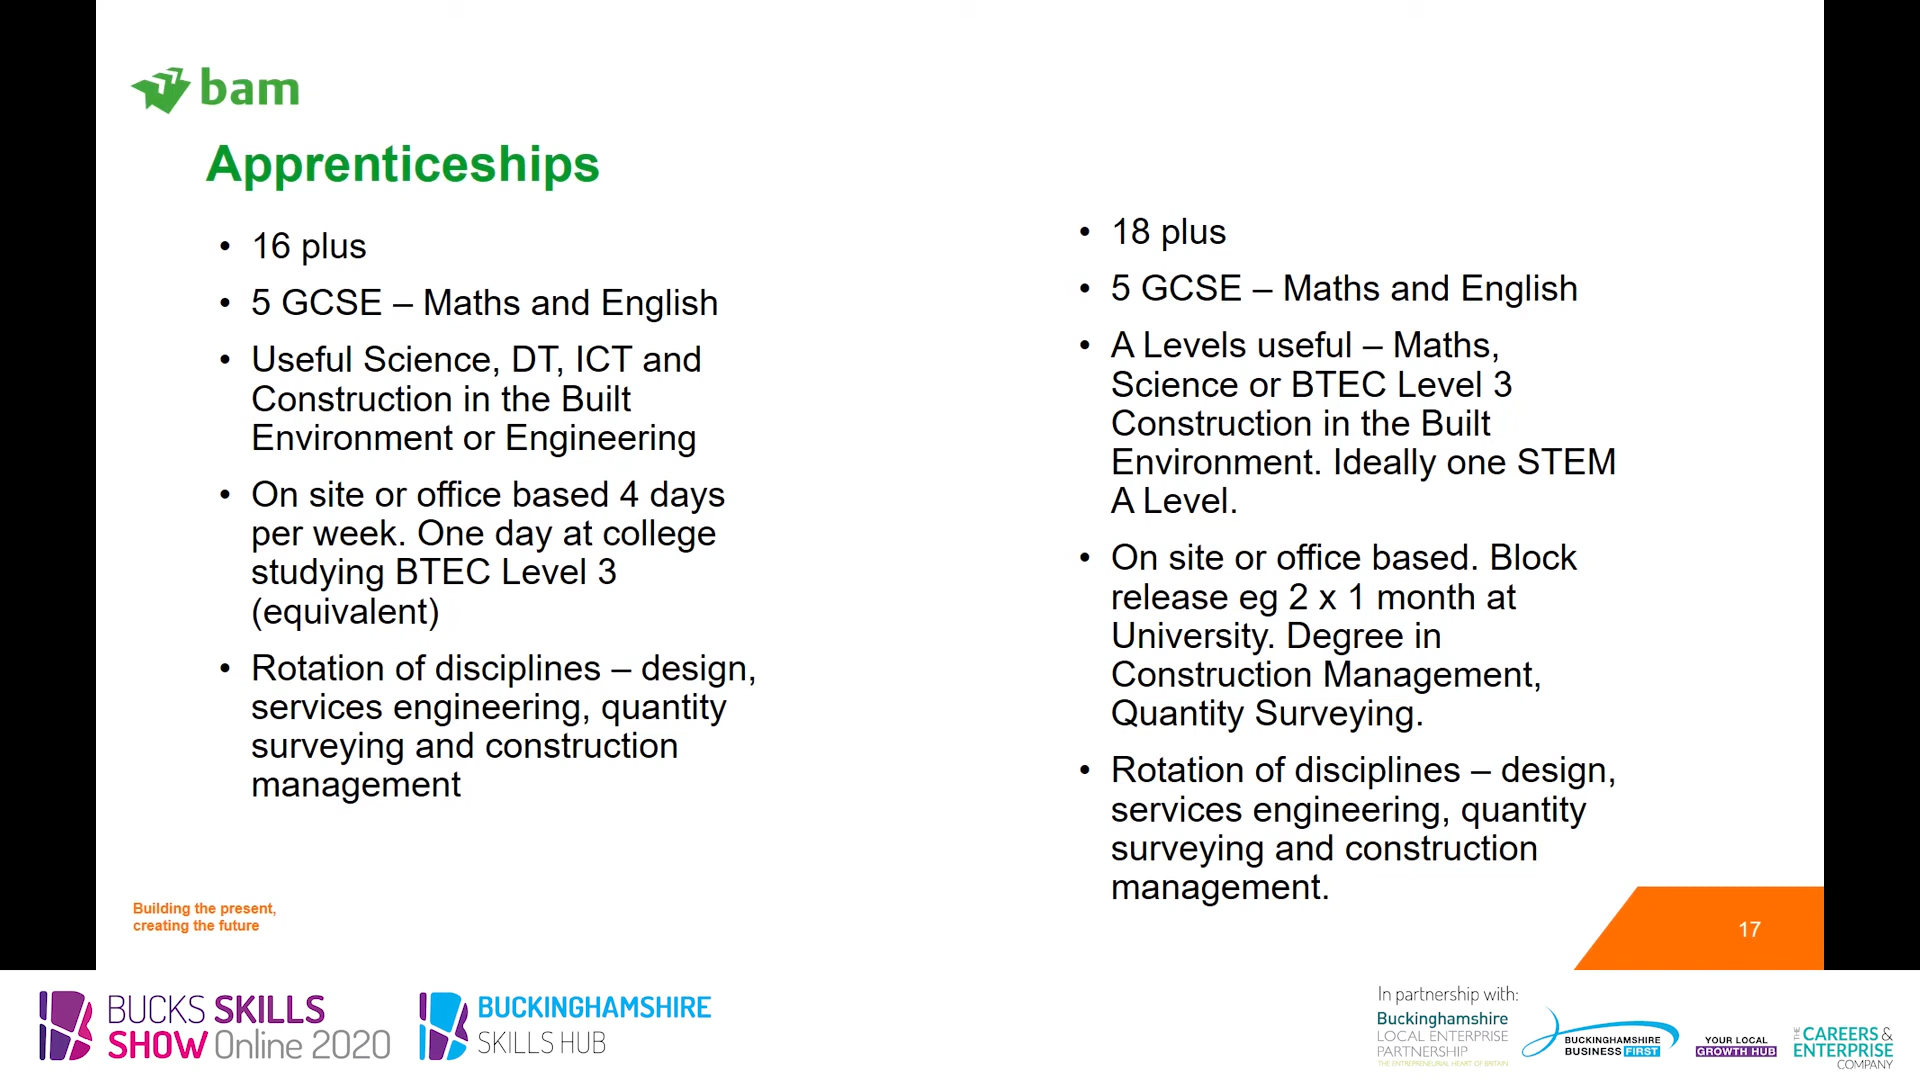 bam
Apprenticeships
• 16 plus
• 5 GCSE – Maths and English
• Useful Science, DT, ICT and
Construction in the Built
Environment or Engineering
• On site or office based 4 days
per week. One day at college
studying BTEC Level 3
(equivalent)
• Rotation of disciplines – design,
services engineering, quantity
surveying and construction
management
• 18 plus
• 5 GCSE – Maths and English
• A Levels useful – Maths,
Science or BTEC Level 3
Construction in the Built
Environment. Ideally one STEM
A Level.
• On site or office based. Block
release eg 2 x 1 month at
University. Degree in
Construction Management,
Quantity Surveying.
• Rotation of disciplines – design,
services engineering, quantity
surveying and construction
management.
Building the present,
creating the future
17
BUCKS SKILLS
SHOW Online 2020
BUCKINGHAMSHIRE
SKILLS HUB
In partnership with:
Buckinghamshire
LOCAL ENTERPRISE
PARTNERSHIP
THE ENTREPRENEURIAL HEART OF BRITAIN
BUCKINGHAMSHIRE
BUSINESS FIRST
YOUR LOCAL
GROWTH HUB
THE CAREERS &
ENTERPRISE
COMPANY